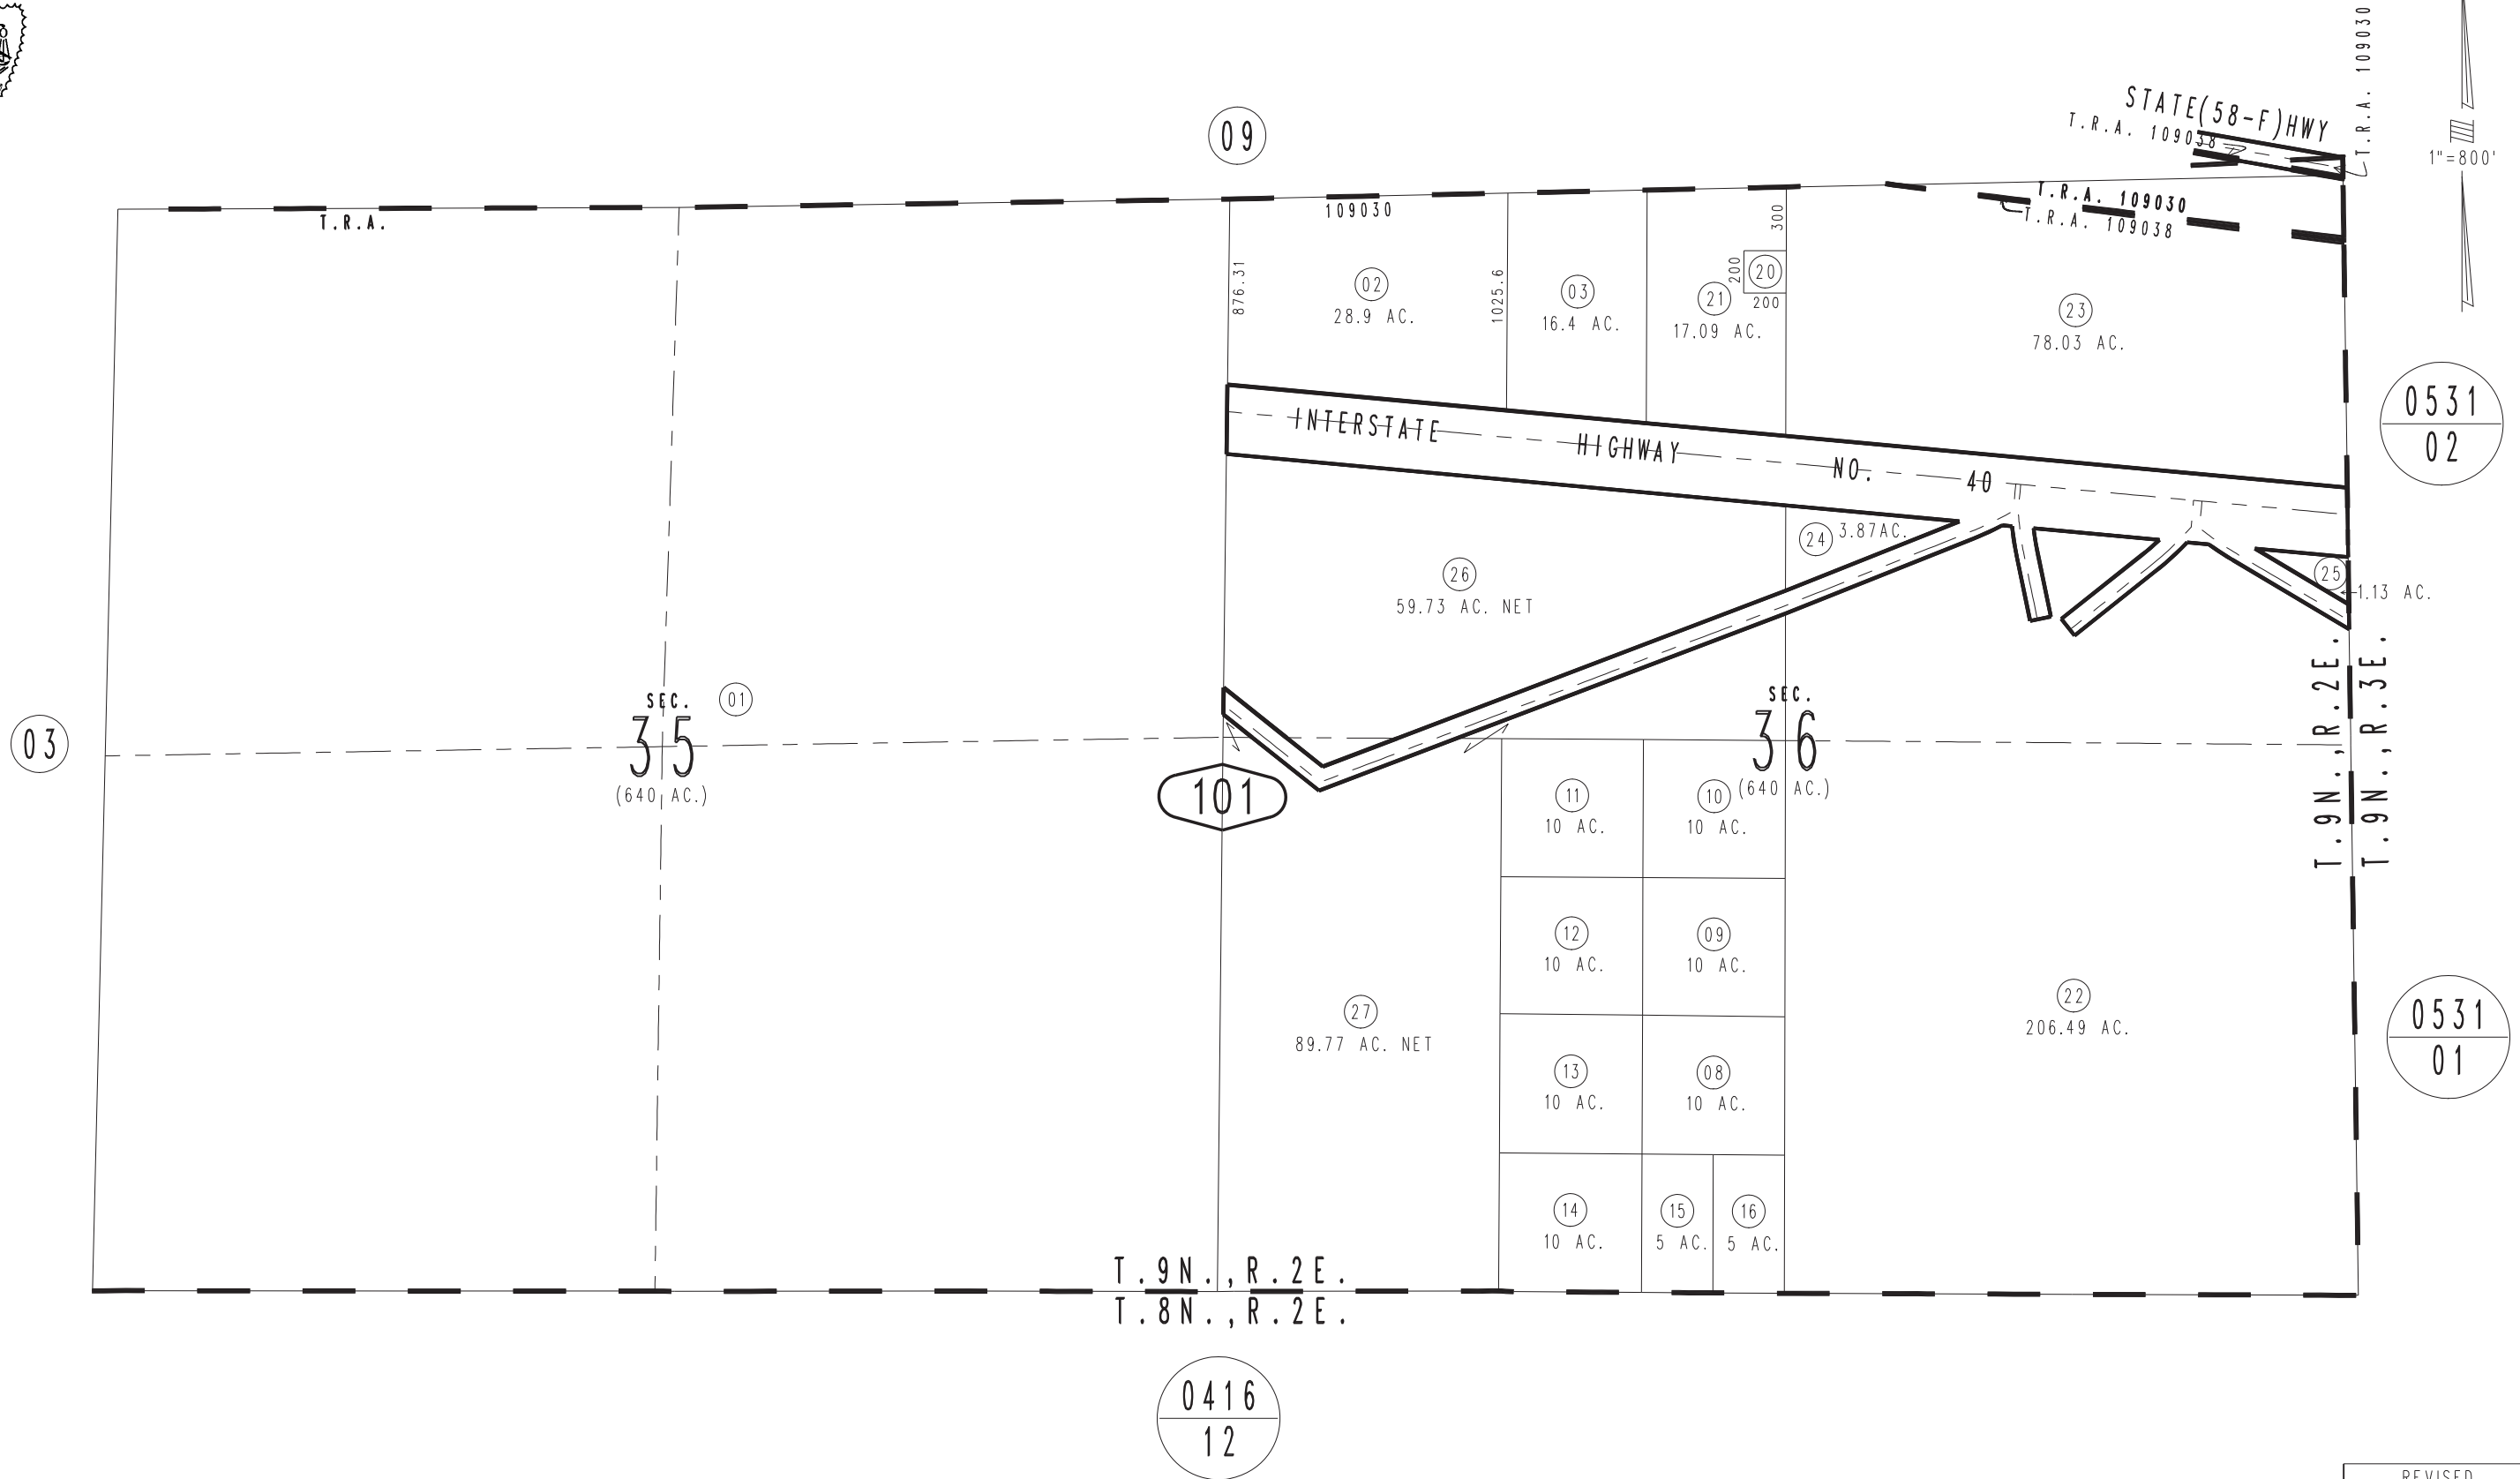 T.R.A. 109030
STATE(58-F)HWY
T.R.A. 109038
09
1"=800'
T.R.A. 109030
T.R.A. 109038
T.R.A.
109030
300
876.31
1025.6
200
20
200
02
28.9 AC.
03
16.4 AC.
21
17.09 AC.
23
78.03 AC.
0531
02
INTERSTATE HIGHWAY NO. 40
24 3.87AC.
26
59.73 AC. NET
25
1.13 AC.
T.9N.,R.2E.
T.9N.,R.3E.
03
SEC.
35
(640 AC.)
01
SEC.
36
(640 AC.)
101
11
10 AC.
10
10 AC.
12
10 AC.
09
10 AC.
27
89.77 AC. NET
22
206.49 AC.
0531
01
13
10 AC.
08
10 AC.
14
10 AC.
15
5 AC.
16
5 AC.
T.9N.,R.2E.
T.8N.,R.2E.
0416
12
REVISED